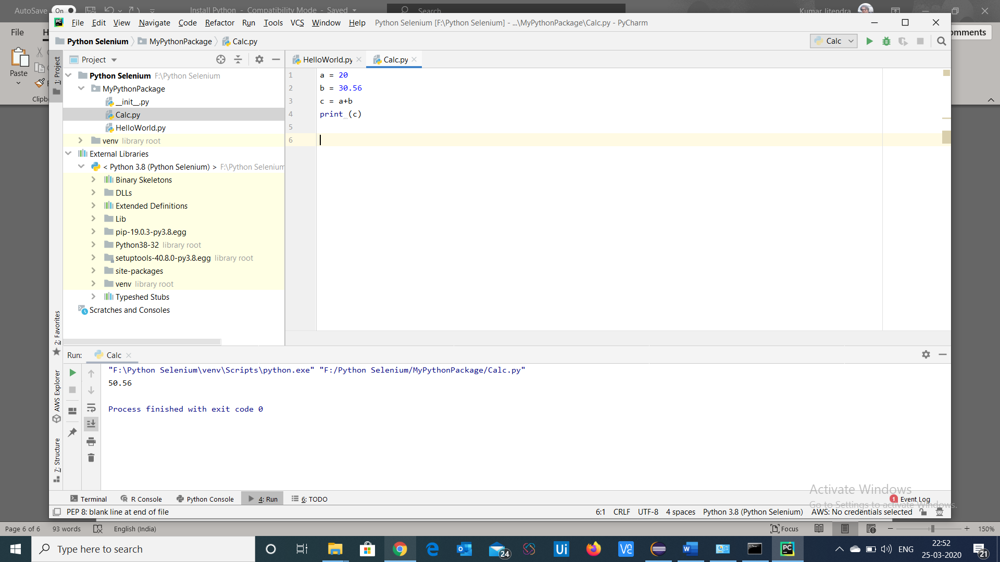 AutoSave On Install Python - Compatibility Mode - Saved Search Kumar Jitendra
File
Paste
omments
File Edit View Navigate Code Refactor Run Tools VCS Window Help Python Selenium [F:\Python Selenium] - ...\MyPythonPackage\Calc.py - PyCharm
Python Selenium MyPythonPackage Calc.py Calc
1: Project
Project
HelloWorld.py Calc.py
Python Selenium F:\Python Selenium
MyPythonPackage
__init__.py
Calc.py
HelloWorld.py
venv library root
External Libraries
< Python 3.8 (Python Selenium) > F:\Python Selenium
Binary Skeletons
DLLs
Extended Definitions
Lib
pip-19.0.3-py3.8.egg
Python38-32 library root
setuptools-40.8.0-py3.8.egg library root
site-packages
venv library root
Typeshed Stubs
Scratches and Consoles
1 a = 20
2 b = 30.56
3 c = a+b
4 print (c)
5
6
2: Favorites
AWS Explorer
7: Structure
Run: Calc
"F:\Python Selenium\venv\Scripts\python.exe" "F:/Python Selenium/MyPythonPackage/Calc.py"
50.56
Process finished with exit code 0
Activate Windows
Go to Settings to activate Windows.
Terminal R Console Python Console 4: Run 6: TODO 1 Event Log
PEP 8: blank line at end of file 6:1 CRLF UTF-8 4 spaces Python 3.8 (Python Selenium) AWS: No credentials selected
Page 6 of 6 93 words English (India) Focus 150%
Type here to search 24 Ui PC ENG 22:52
25-03-2020 21